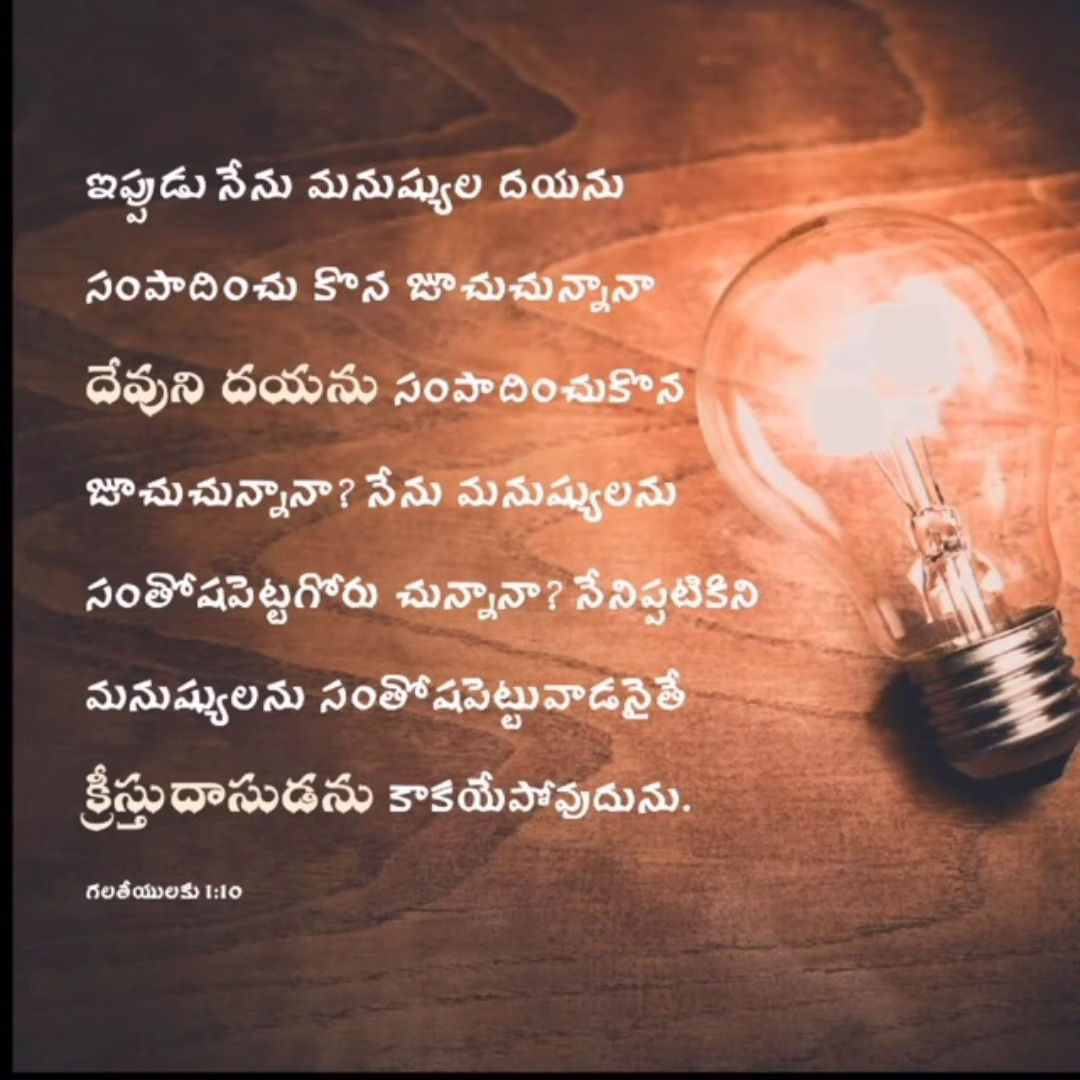 ఇప్పుడు నేను మనుష్యుల దయను
సంపాదించు కొన జూచుచున్నానా
దేవుని దయను సంపాదించుకొన
జూచుచున్నానా? నేను మనుష్యులను
సంతోషపెట్టగోరు చున్నానా? నేనిప్పటికిని
మనుష్యులను సంతోషపెట్టువాడనైతే
క్రీస్తుదాసుడను కాకయేపోవుదును.
గలతీయులకు 1:10